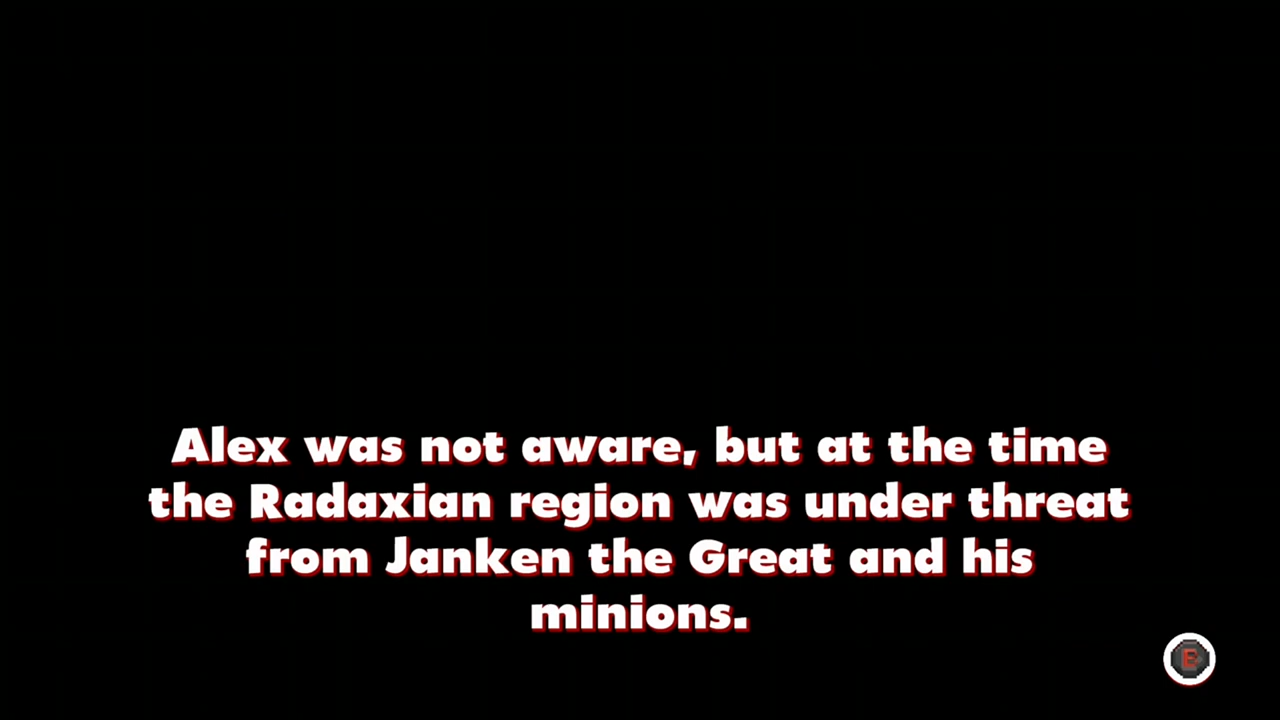 Alex was not aware, but at the time
the Radaxian region was under threat
from Janken the Great and his
minions.
E